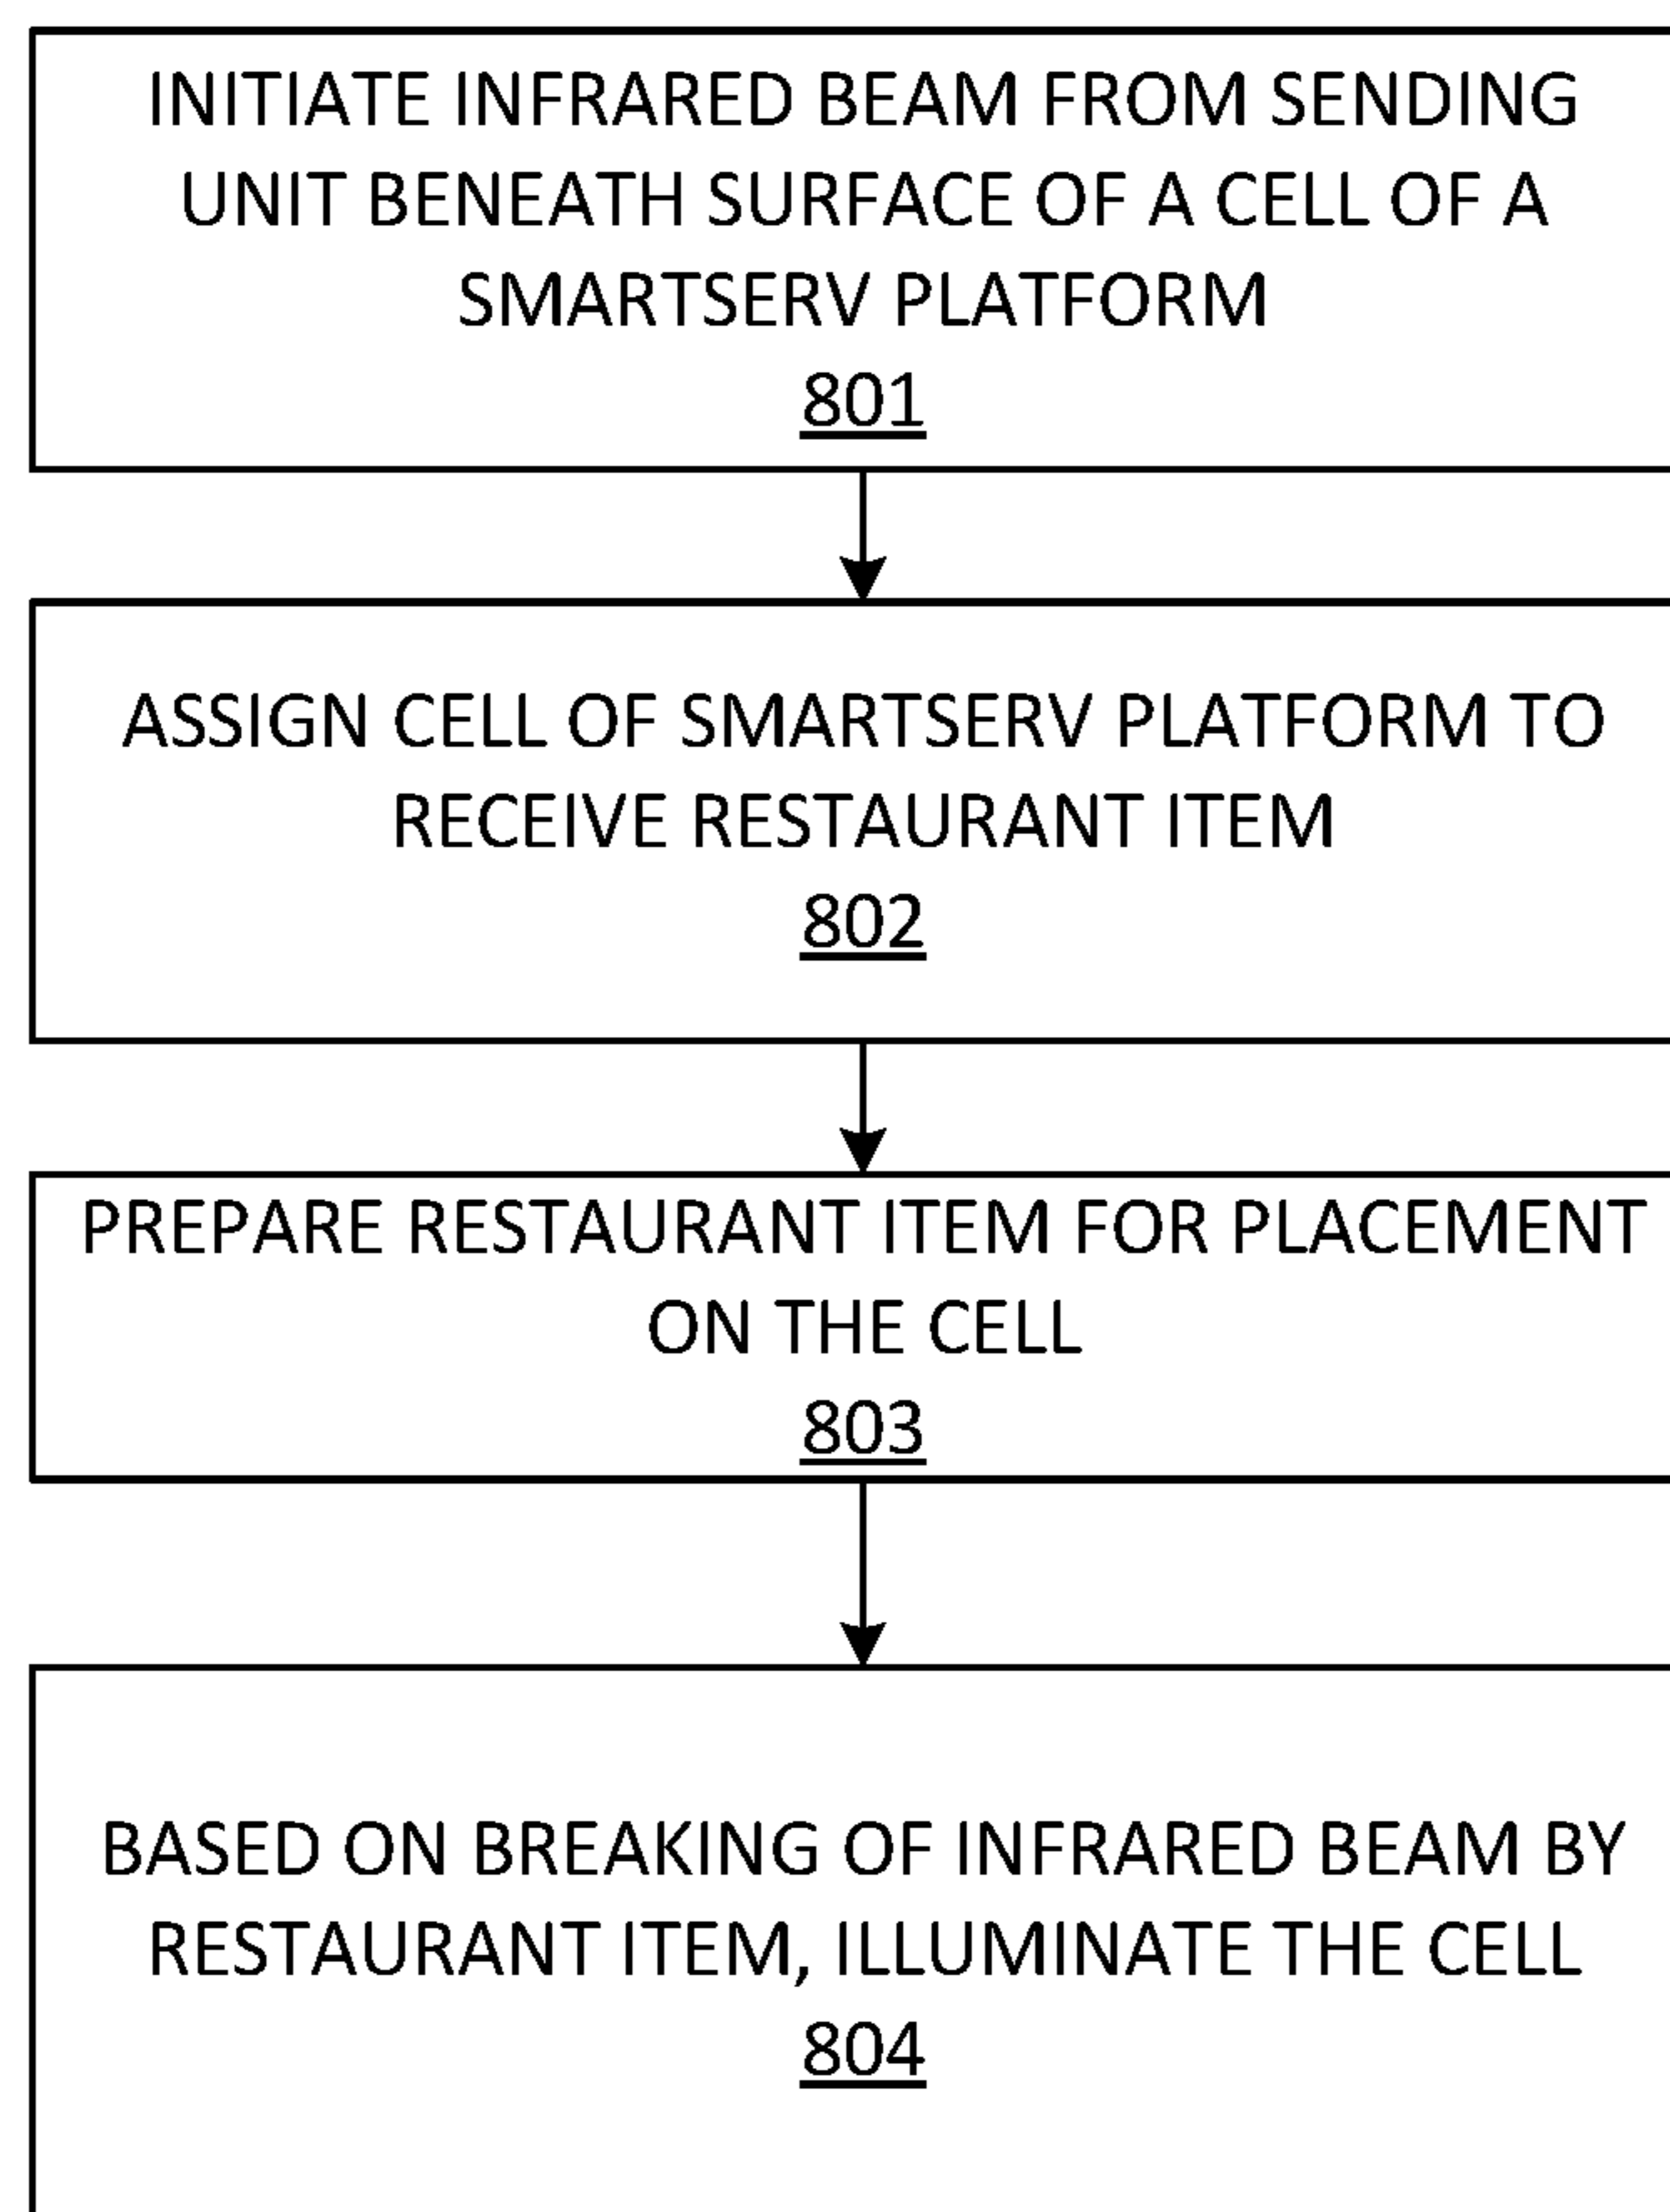 INITIATE INFRARED BEAM FROM SENDING
UNIT BENEATH SURFACE OF A CELL OF A
SMARTSERV PLATFORM
801
ASSIGN CELL OF SMARTSERV PLATFORM TO
RECEIVE RESTAURANT ITEM
802
PREPARE RESTAURANT ITEM FOR PLACEMENT
ON THE CELL
803
BASED ON BREAKING OF INFRARED BEAM BY
RESTAURANT ITEM, ILLUMINATE THE CELL
804